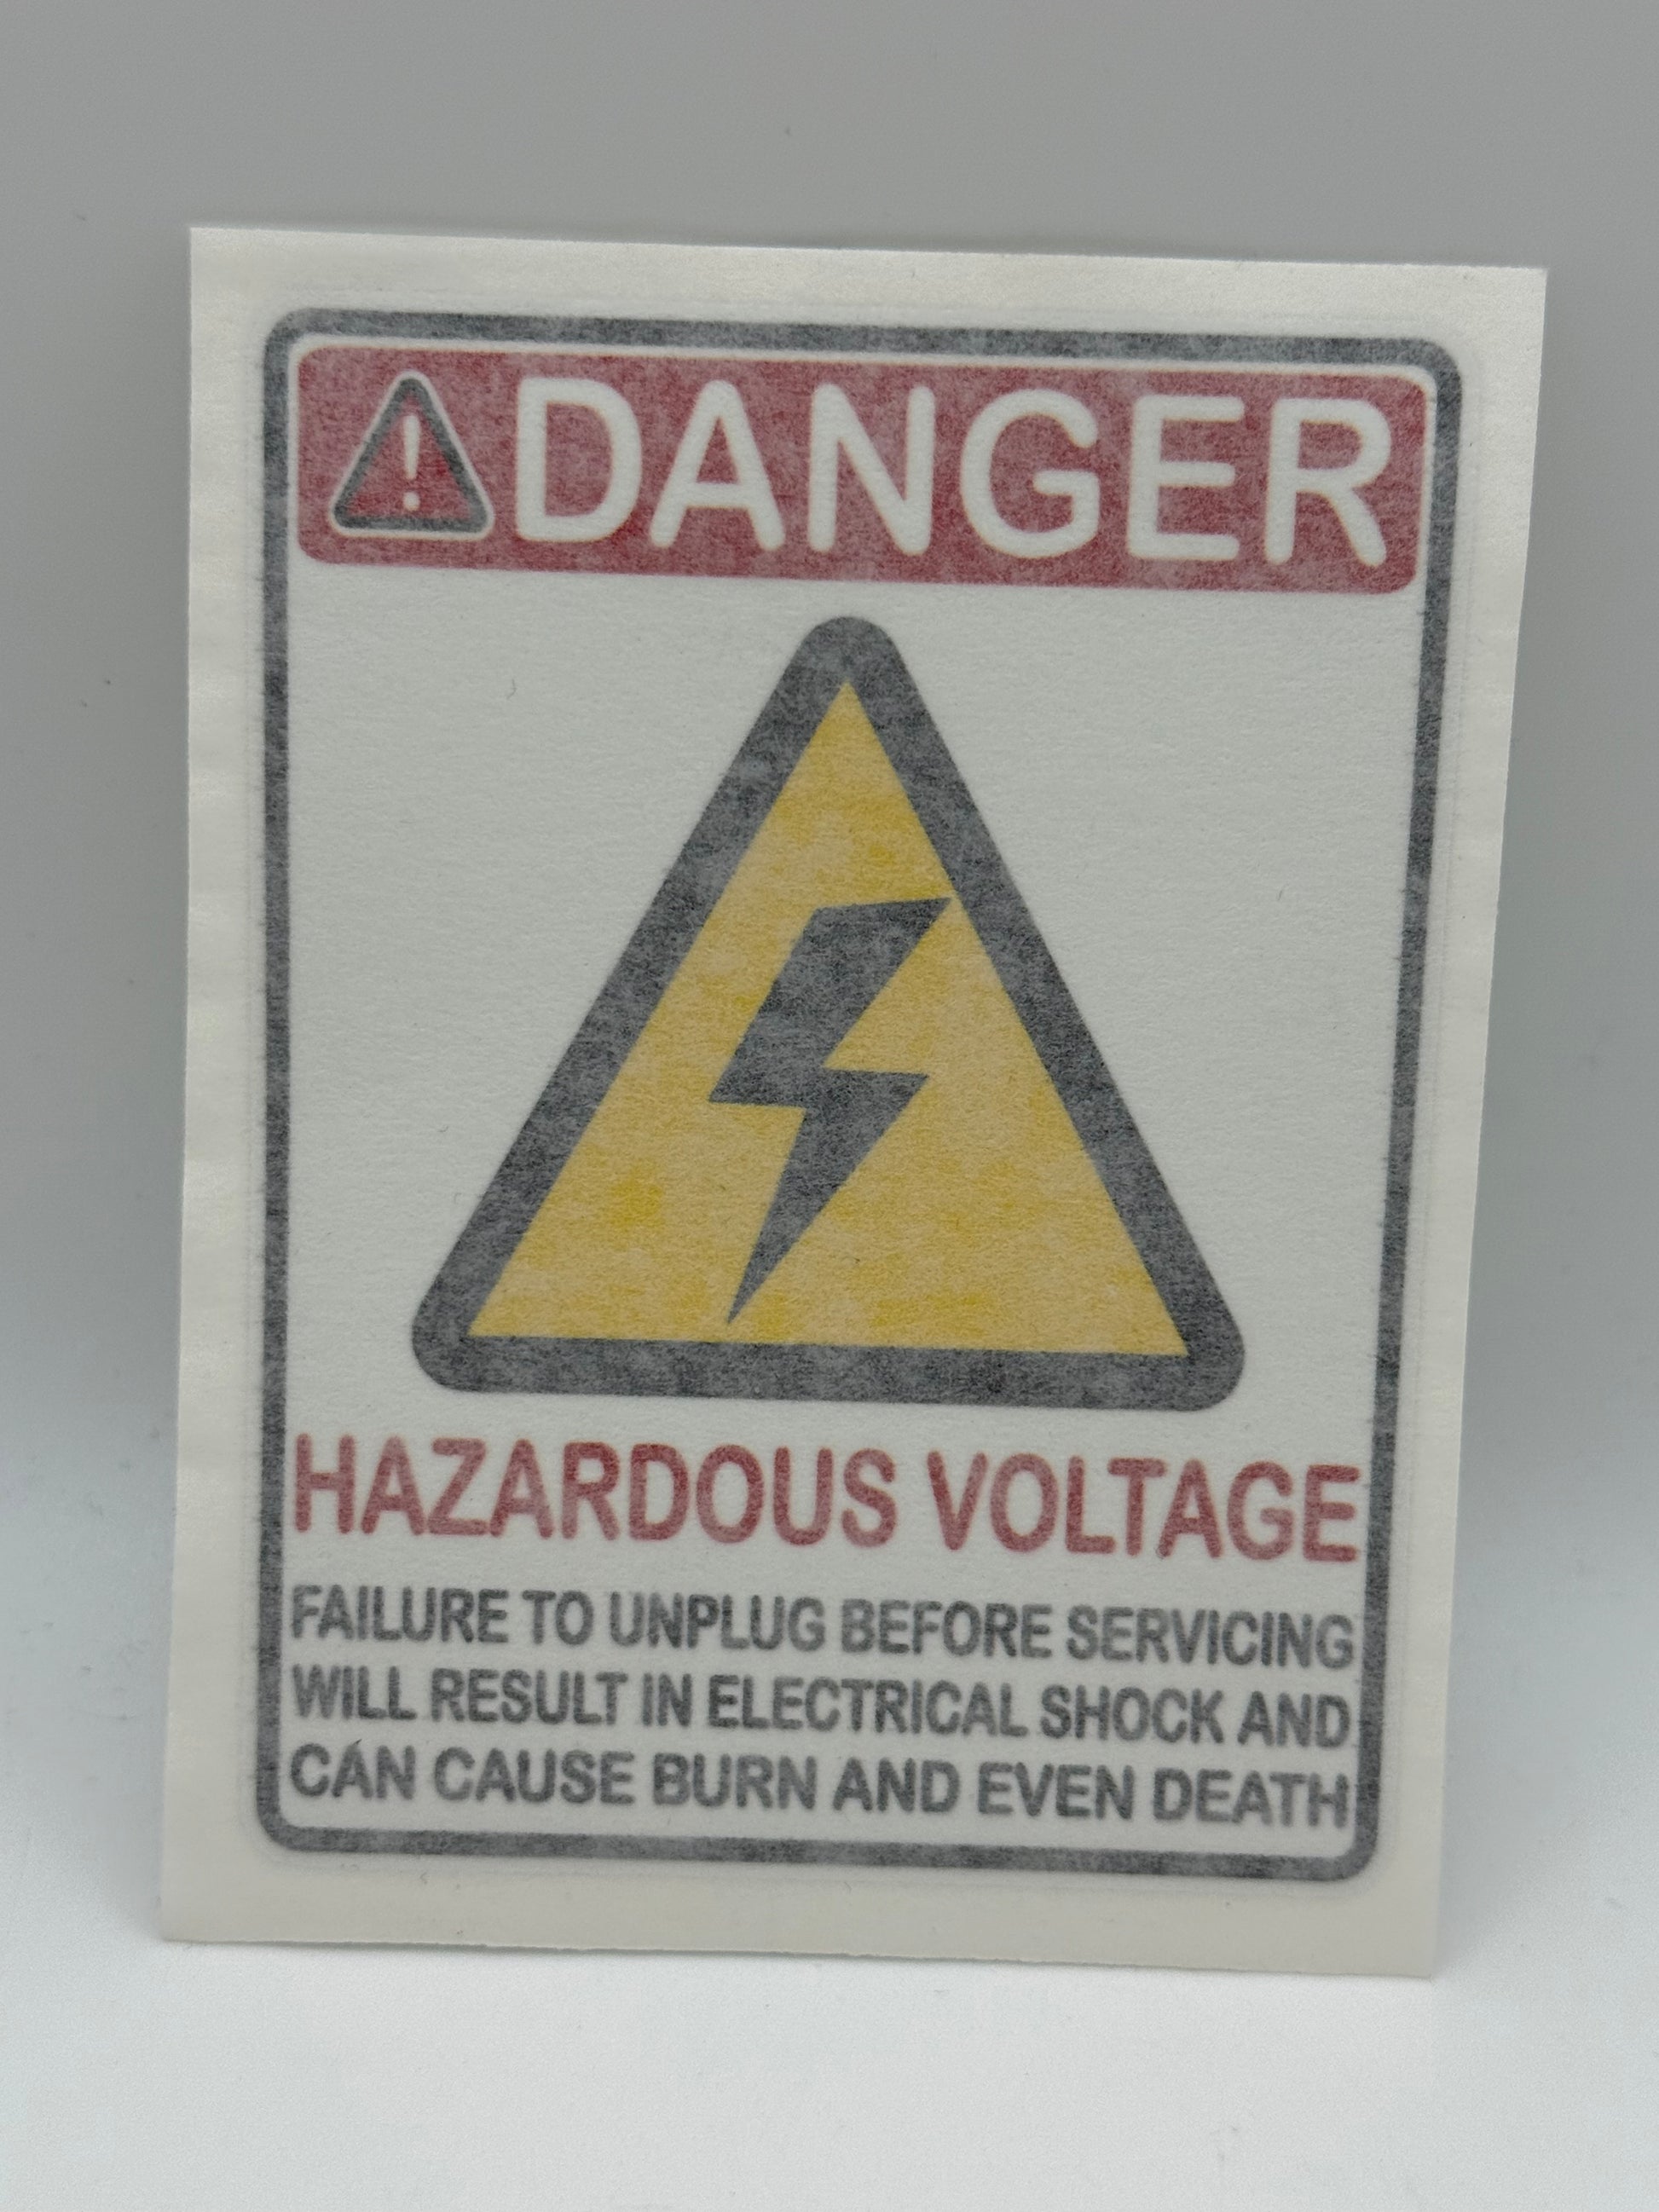 DANGER
HAZARDOUS VOLTAGE
FAILURE TO UNPLUG BEFORE SERVICING
WILL RESULT IN ELECTRICAL SHOCK AND
CAN CAUSE BURN AND EVEN DEATH